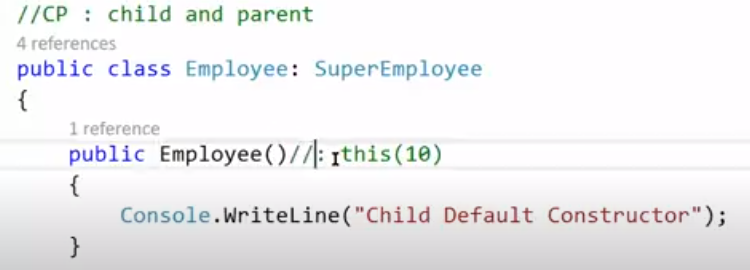 //CP : child and parent
4 references
public class Employee: SuperEmployee
{
1 reference
public Employee()//: this(10)
{
Console.WriteLine("Child Default Constructor");
}